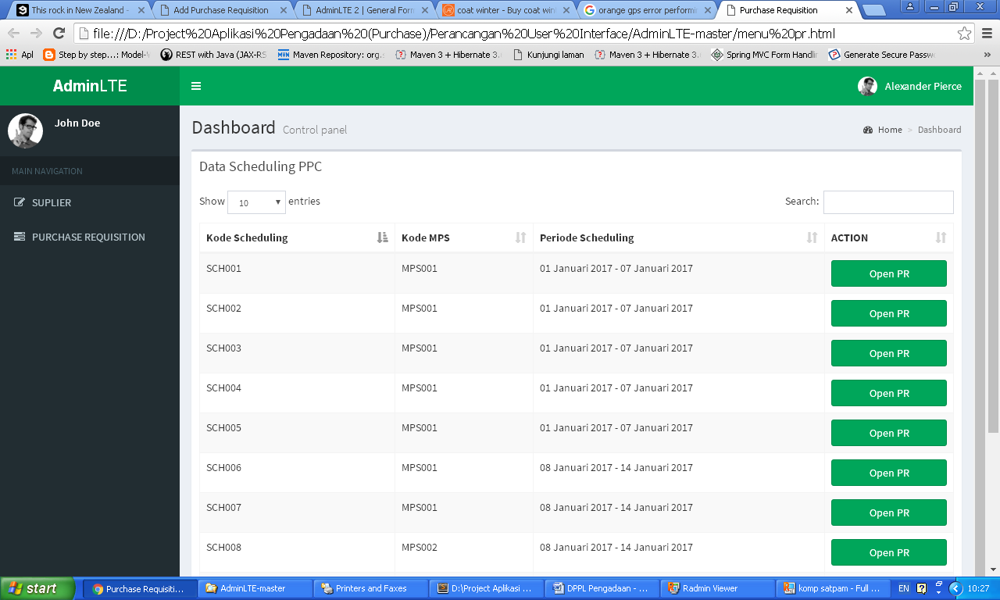 This rock in New Zealand -
Add Purchase Requisition
AdminLTE 2 | General Form
coat winter - Buy coat wint
orange gps error performi
Purchase Requisition
file:///D:/Project%20Aplikasi%20Pengadaan%20(Purchase)/Perancangan%20User%20Interface/AdminLTE-master/menu%20pr.html
Apl
Step by step...: Model-V
REST with Java (JAX-RS
Maven Repository: org.s
Maven 3 + Hibernate 3.
Kunjungi laman
Maven 3 + Hibernate 3.
Spring MVC Form Handlin
Generate Secure Passw
»
AdminLTE
Alexander Pierce
John Doe
MAIN NAVIGATION
SUPLIER
PURCHASE REQUISITION
Dashboard Control panel
Home > Dashboard
Data Scheduling PPC
Show 10 entries
Search:
Kode Scheduling Kode MPS Periode Scheduling ACTION
SCH001 MPS001 01 Januari 2017 - 07 Januari 2017 Open PR
SCH002 MPS001 01 Januari 2017 - 07 Januari 2017 Open PR
SCH003 MPS001 01 Januari 2017 - 07 Januari 2017 Open PR
SCH004 MPS001 01 Januari 2017 - 07 Januari 2017 Open PR
SCH005 MPS001 01 Januari 2017 - 07 Januari 2017 Open PR
SCH006 MPS001 08 Januari 2017 - 14 Januari 2017 Open PR
SCH007 MPS001 08 Januari 2017 - 14 Januari 2017 Open PR
SCH008 MPS002 08 Januari 2017 - 14 Januari 2017 Open PR
start
Purchase Requisiti...
AdminLTE-master
Printers and Faxes
D:\Project Aplikasi ...
DPPL Pengadaan - ...
Radmin Viewer
komp satpam - Full ...
EN
10:27